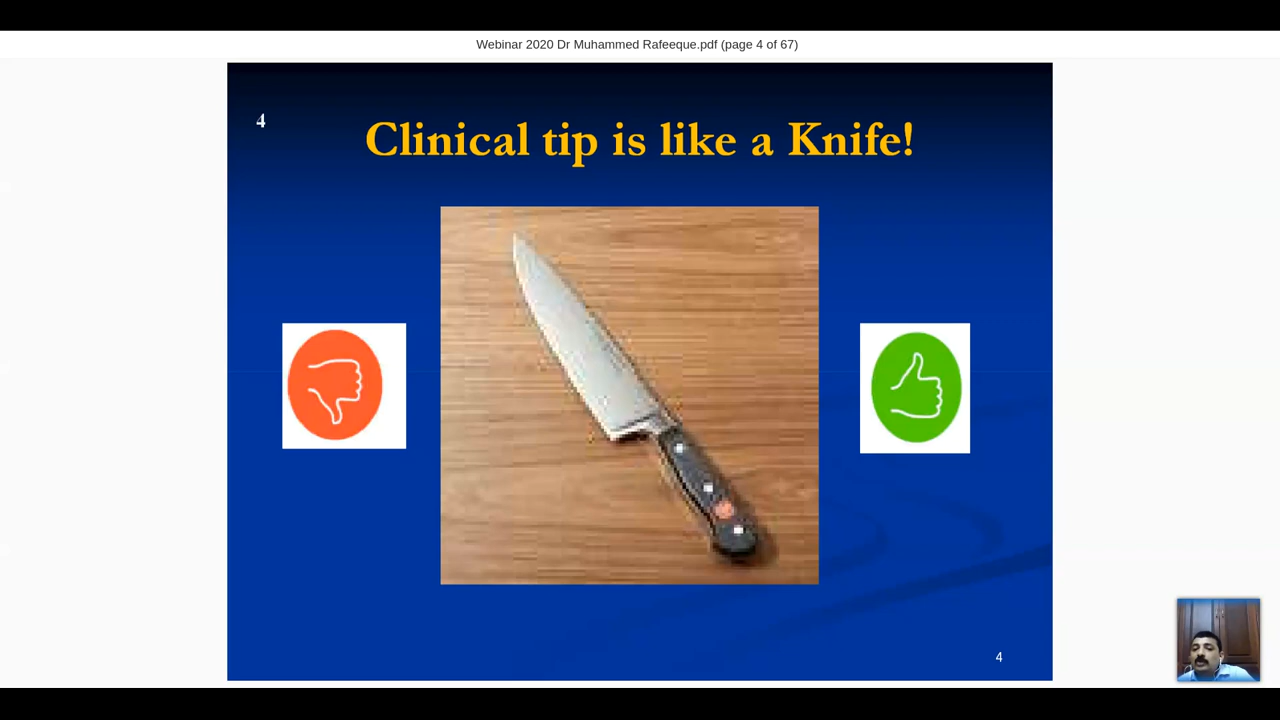 Webinar 2020 Dr Muhammed Rafeeque.pdf (page 4 of 67)
4
Clinical tip is like a Knife!
4